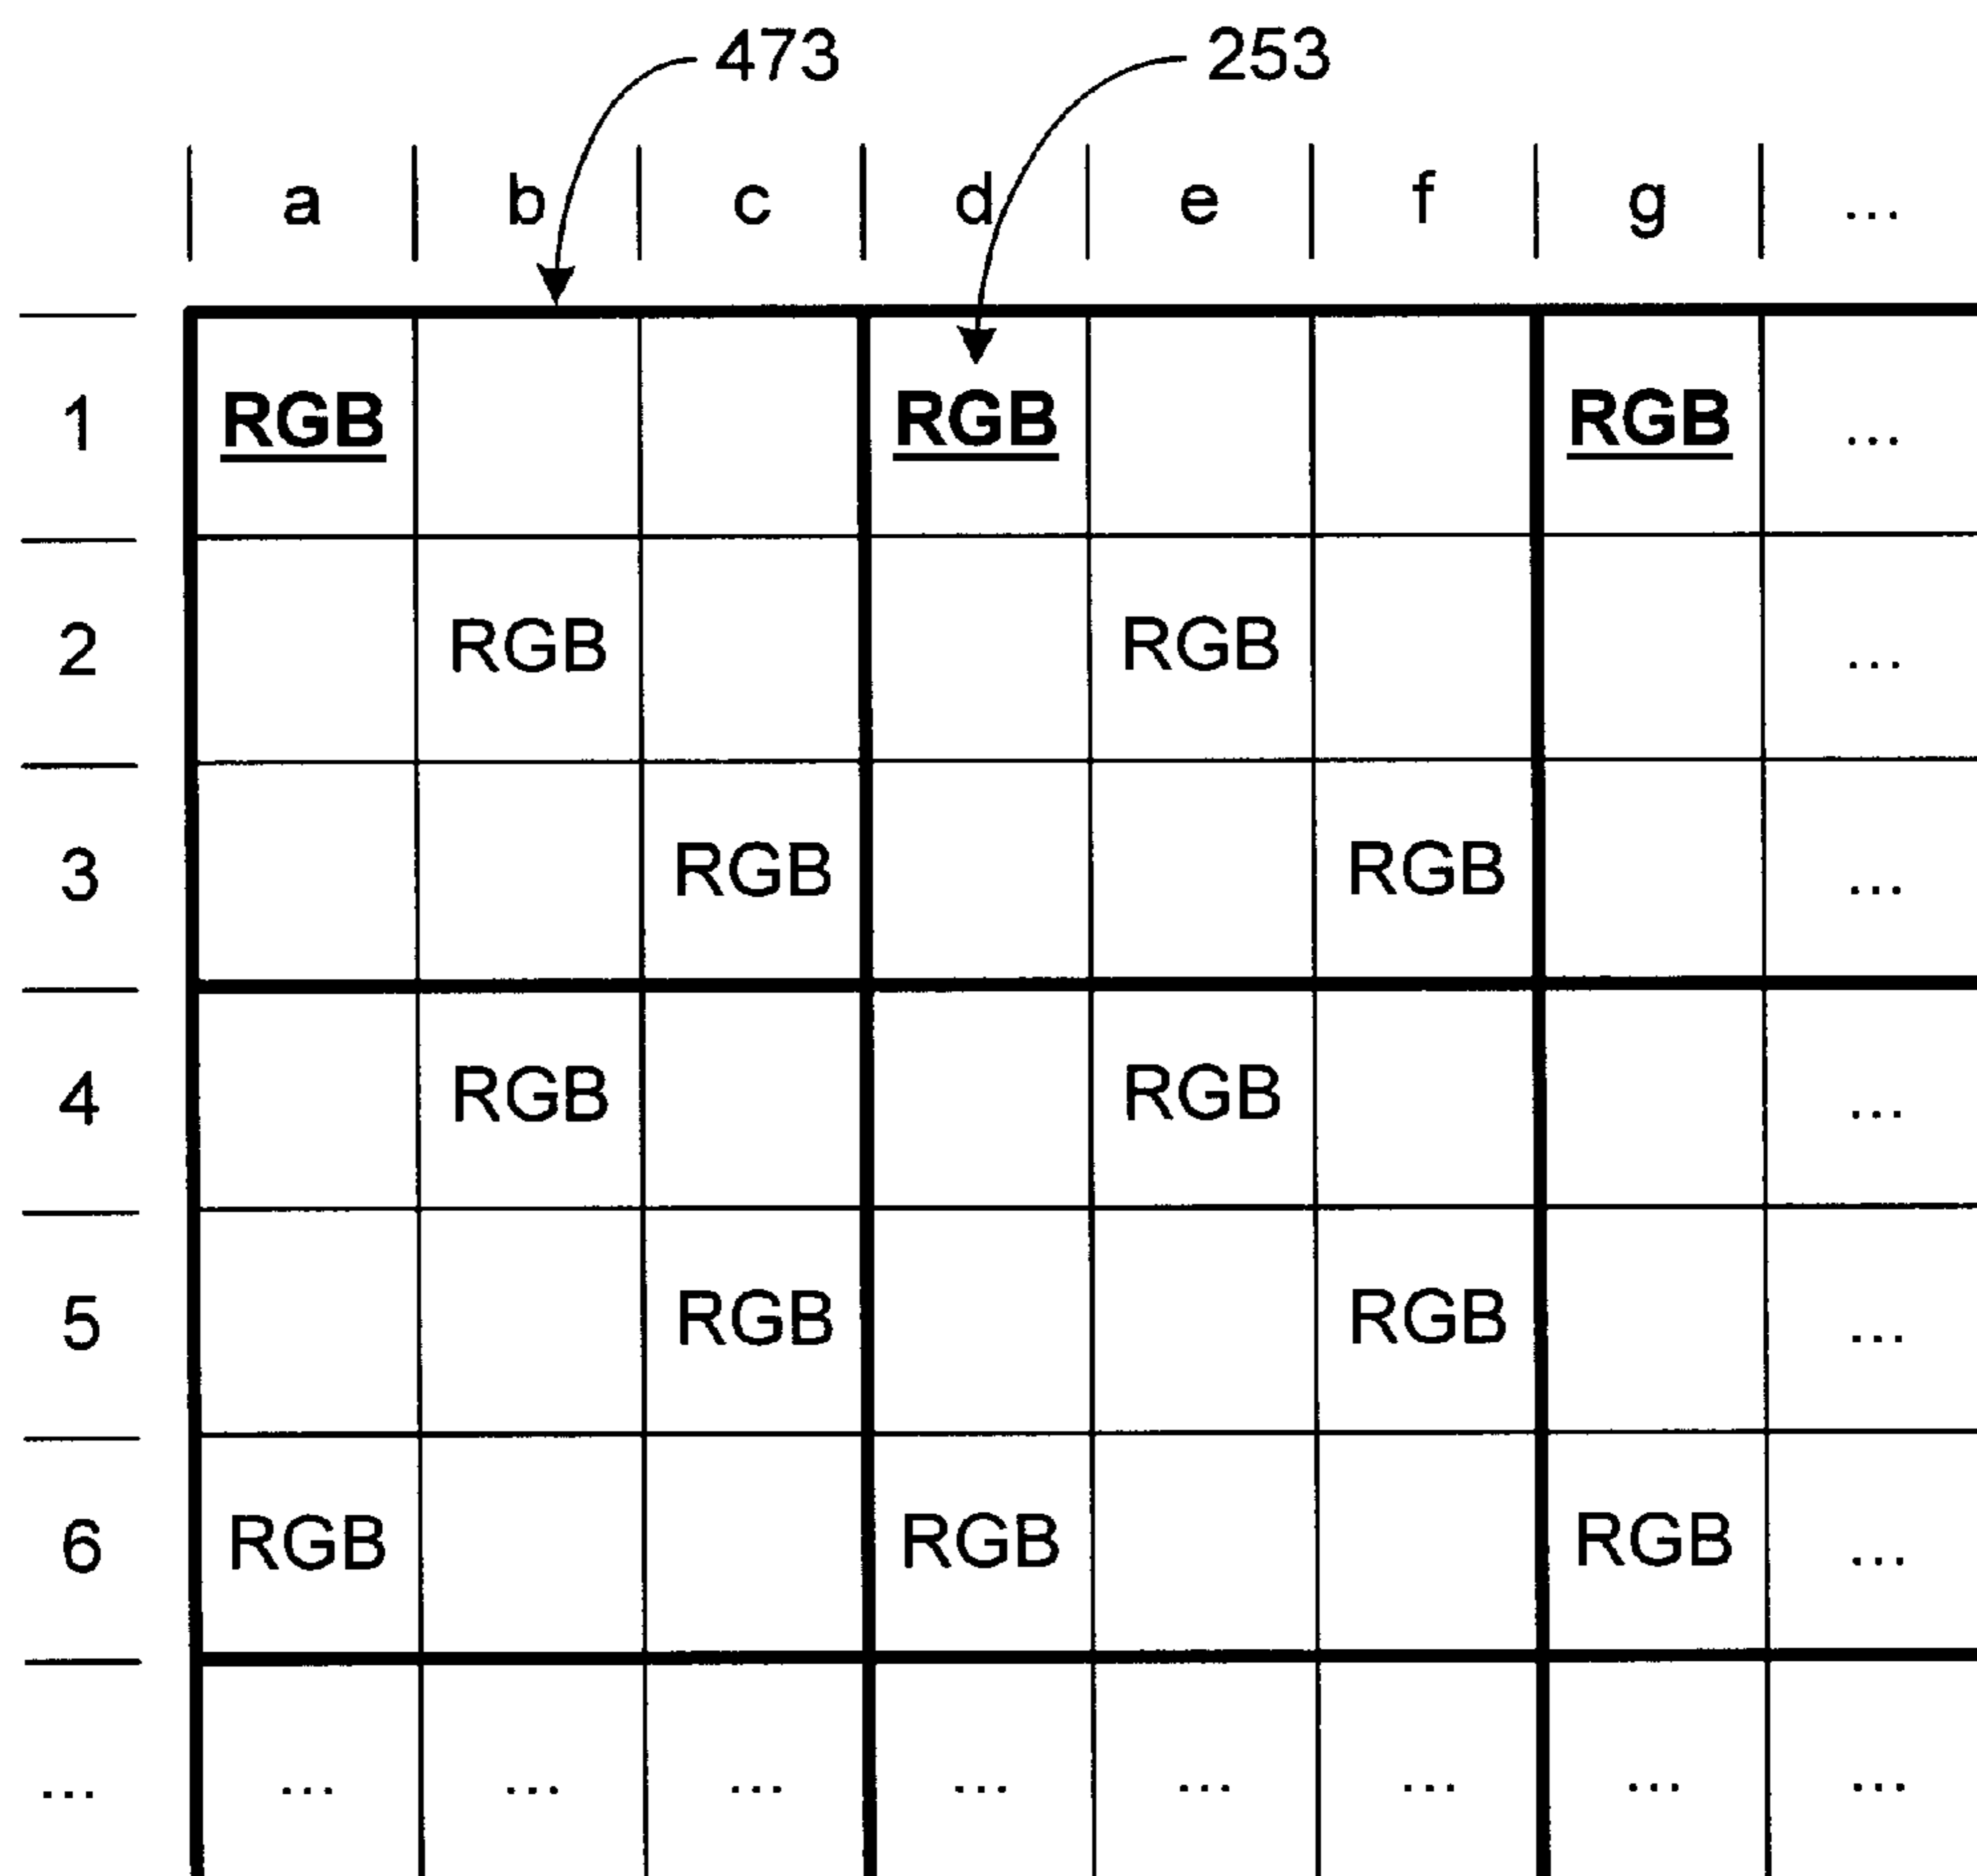 473 253
a b c d e f g ...
1 RGB RGB RGB ...
2 RGB RGB ...
3 RGB RGB ...
4 RGB RGB ...
5 RGB RGB ...
6 RGB RGB RGB ...
... ... ... ... ... ... ... ... ...